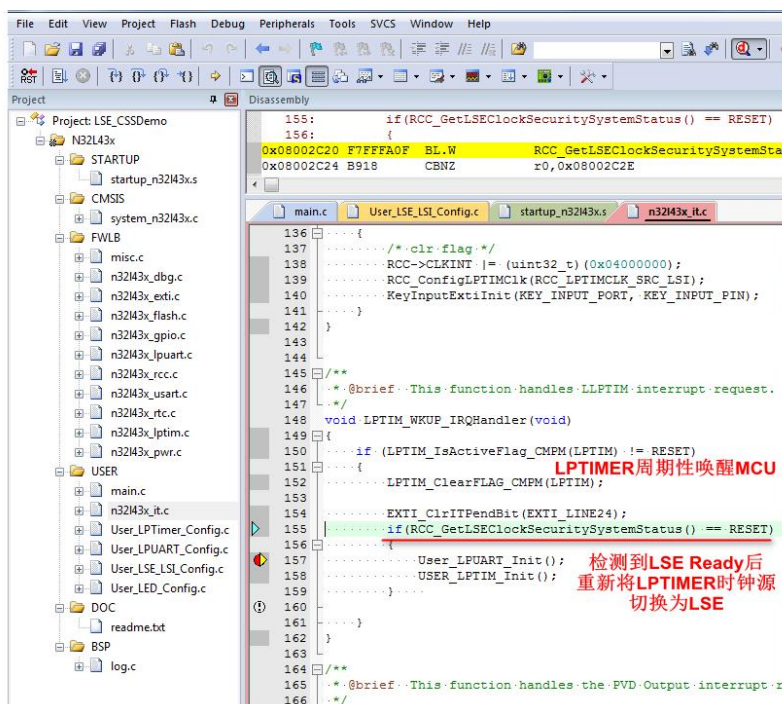 File Edit View Project Flash Debug Peripherals Tools SVCS Window Help
Project
Project: LSE_CSSDemo
N32L43x
STARTUP
startup_n32l43x.s
CMSIS
system_n32l43x.c
FWLB
misc.c
n32l43x_dbg.c
n32l43x_exti.c
n32l43x_flash.c
n32l43x_gpio.c
n32l43x_lpuart.c
n32l43x_rcc.c
n32l43x_usart.c
n32l43x_rtc.c
n32l43x_lptim.c
n32l43x_pwr.c
USER
main.c
n32l43x_it.c
User_LPTimer_Config.c
User_LPUART_Config.c
User_LSE_LSI_Config.c
User_LED_Config.c
DOC
readme.txt
BSP
log.c
Disassembly
155: if(RCC_GetLSEClockSecuritySystemStatus() == RESET)
156: {
0x08002C20 F7FFFA0F BL.W RCC_GetLSEClockSecuritySystemSta
0x08002C24 B918 CBNZ r0,0x08002C2E
main.c User_LSE_LSI_Config.c startup_n32l43x.s n32l43x_it.c
136 {
137 /* clr flag */
138 RCC->CLKINT |= (uint32_t)(0x04000000);
139 RCC_ConfigLPTIMClk(RCC_LPTIMCLK_SRC_LSI);
140 KeyInputExtiInit(KEY_INPUT_PORT, KEY_INPUT_PIN);
141 }
142 }
143
144
145 /**
146 * @brief This function handles LLPTIM interrupt request.
147 */
148 void LPTIM_WKUP_IRQHandler(void)
149 {
150 if (LPTIM_IsActiveFlag_CMPM(LPTIM) != RESET)
151 {
LPTIMER周期性唤醒MCU
152 LPTIM_ClearFLAG_CMPM(LPTIM);
153
154 EXTI_ClrITPendBit(EXTI_LINE24);
155 if(RCC_GetLSEClockSecuritySystemStatus() == RESET)
156 {
157 User_LPUART_Init();
158 USER_LPTIM_Init();
159 }
检测到LSE Ready后
重新将LPTIMER时钟源
切换为LSE
160
161 }
162 }
163
164 /**
165 * @brief This function handles the PVD Output interrupt r
166 */